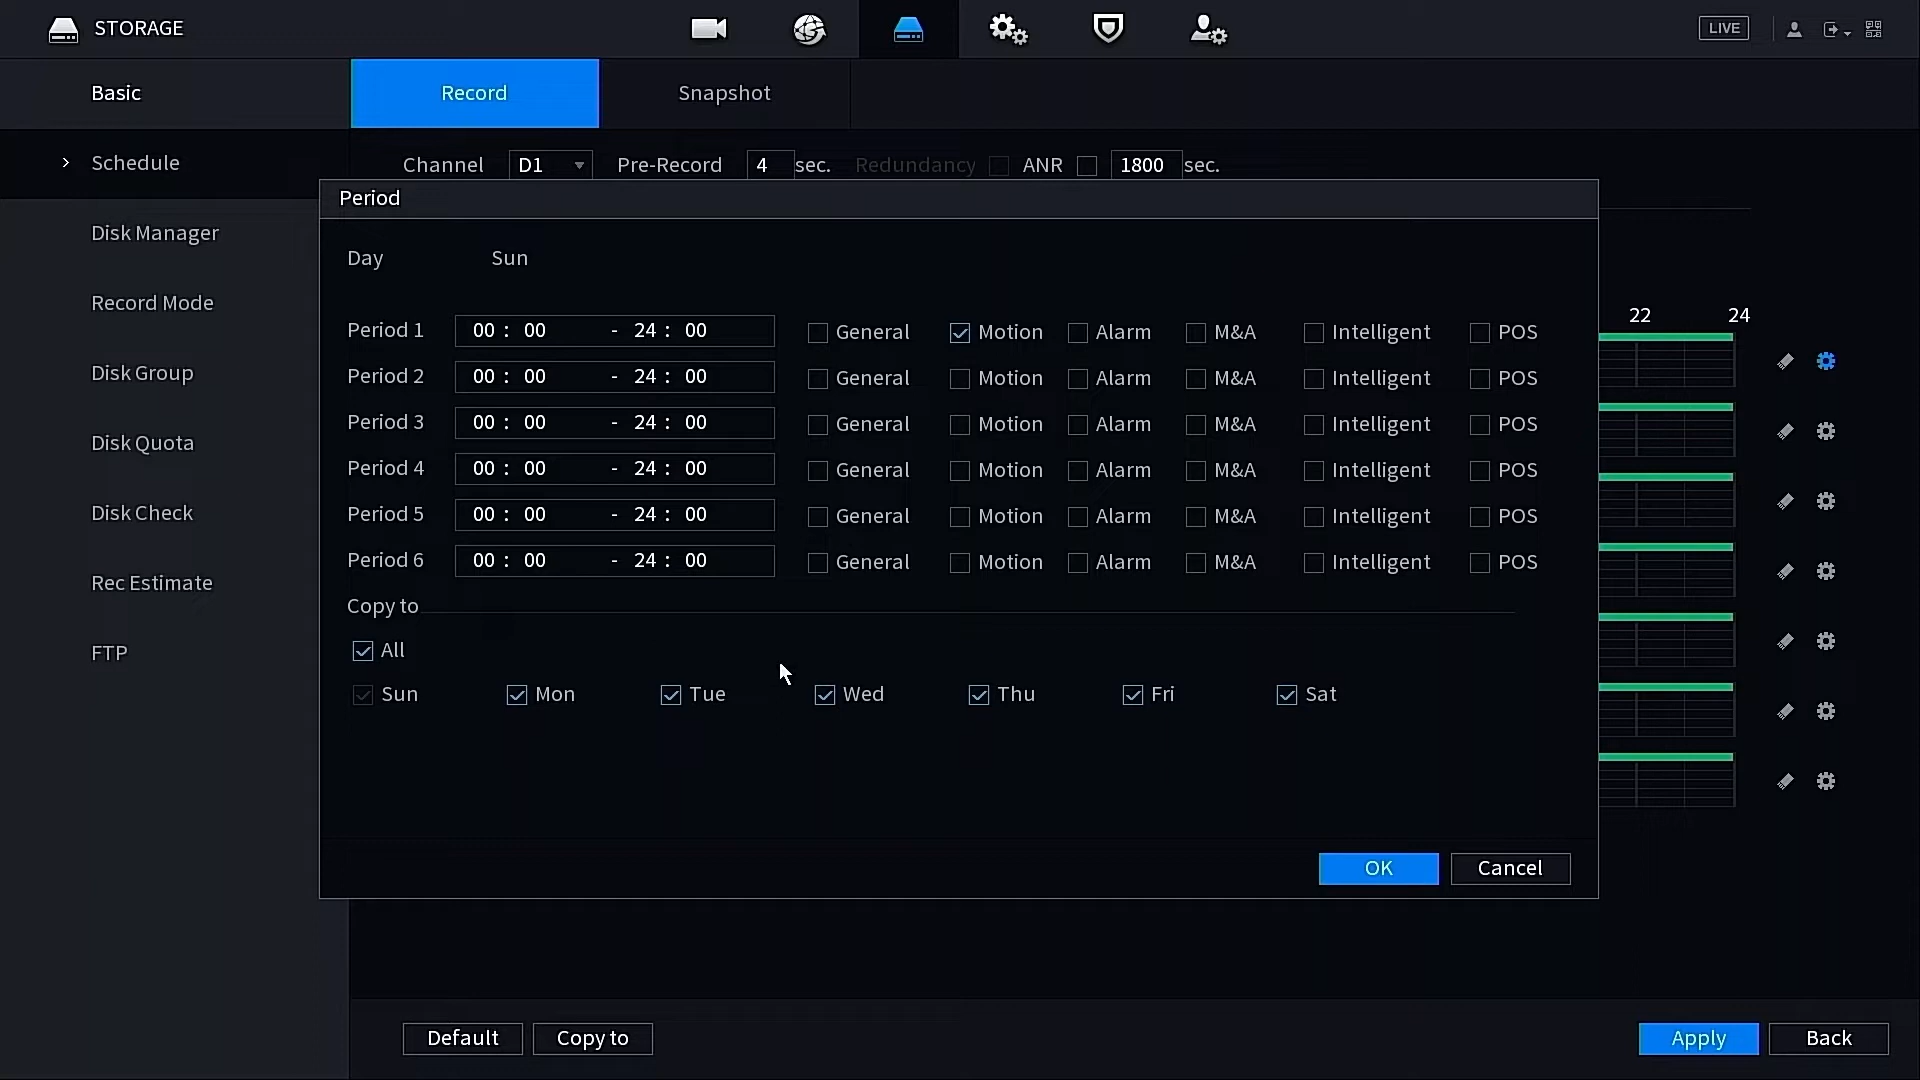 STORAGE LIVE
Basic Record Snapshot
Schedule Channel D1 Pre-Record 4 sec. Redundancy ANR 1800 sec.
Period
Disk Manager
Day Sun
Record Mode
22 24
Period 1 00 : 00 - 24 : 00 General Motion Alarm M&A Intelligent POS
Disk Group Period 2 00 : 00 - 24 : 00 General Motion Alarm M&A Intelligent POS
Period 3 00 : 00 - 24 : 00 General Motion Alarm M&A Intelligent POS
Disk Quota
Period 4 00 : 00 - 24 : 00 General Motion Alarm M&A Intelligent POS
Disk Check Period 5 00 : 00 - 24 : 00 General Motion Alarm M&A Intelligent POS
Period 6 00 : 00 - 24 : 00 General Motion Alarm M&A Intelligent POS
Rec Estimate
Copy to
FTP All
Sun Mon Tue Wed Thu Fri Sat
OK Cancel
Default Copy to Apply Back